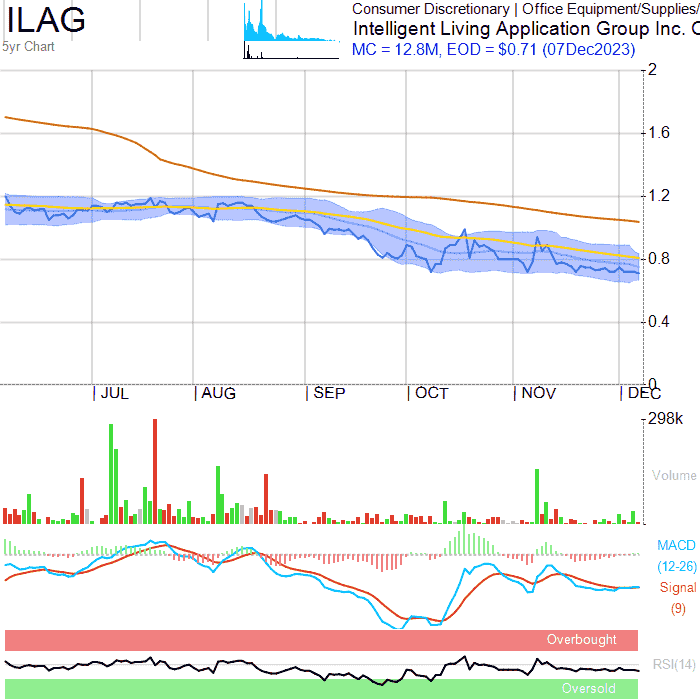 ILAG
5yr Chart
Consumer Discretionary | Office Equipment/Supplies/
Intelligent Living Application Group Inc. C
MC = 12.8M, EOD = $0.71 (07Dec2023)
2
1.6
1.2
0.8
0.4
0
JUL AUG SEP OCT NOV DEC
298k
Volume
MACD
(12-26)
Signal
(9)
Overbought
RSI(14)
Oversold